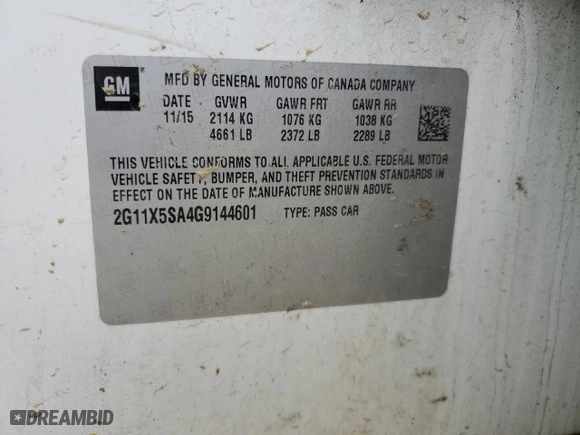 GM
MFD BY GENERAL MOTORS OF CANADA COMPANY
DATE GVWR GAWR FRT GAWR RR
11/15 2114 KG 1076 KG 1038 KG
4661 LB 2372 LB 2289 LB
THIS VEHICLE CONFORMS TO ALL APPLICABLE U.S. FEDERAL MOTOR
VEHICLE SAFETY, BUMPER, AND THEFT PREVENTION STANDARDS IN
EFFECT ON THE DATE OF MANUFACTURE SHOWN ABOVE.
2G11X5SA4G9144601 TYPE: PASS CAR
DREAMBID